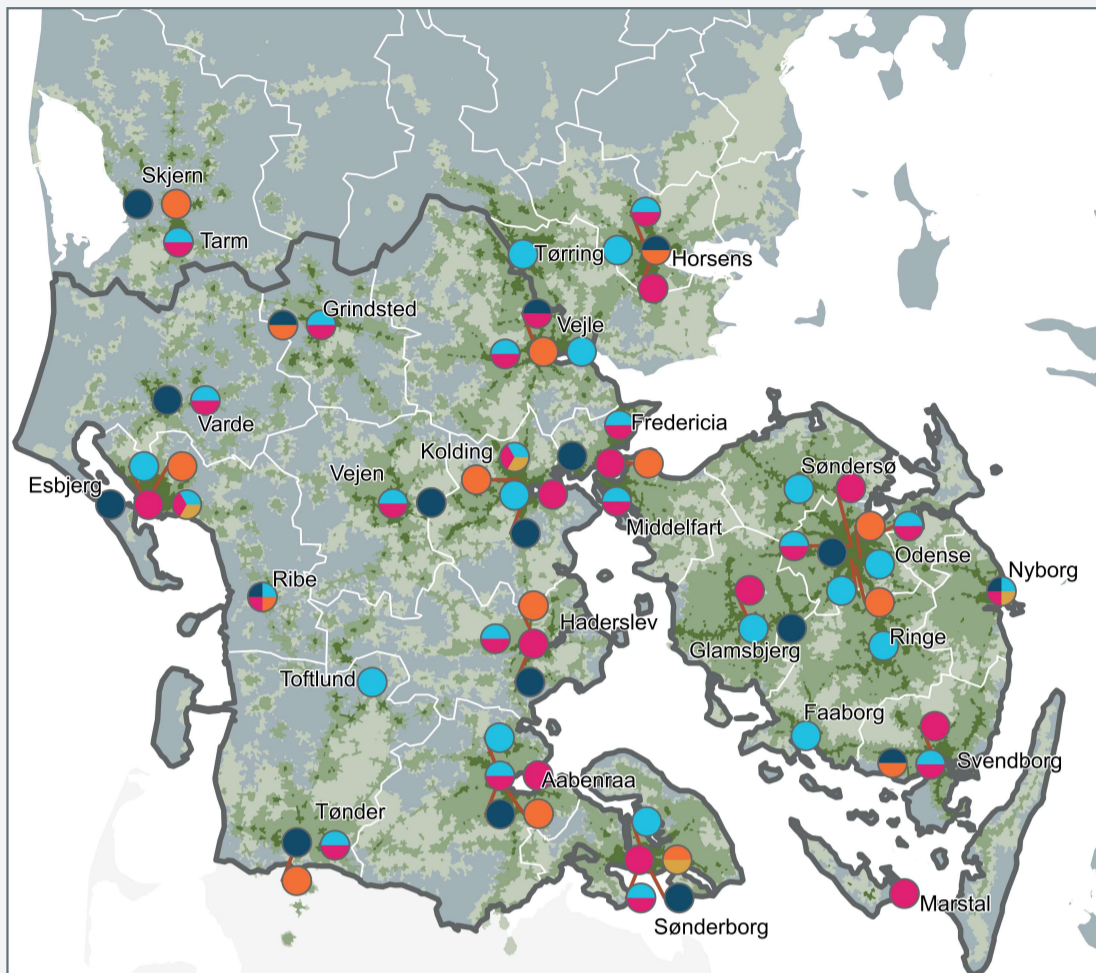 Skjern
Tarm
Tørring
Horsens
Grindsted
Vejle
Varde
Fredericia
Kolding
Vejen
Esbjerg
Søndersø
Middelfart
Odense
Nyborg
Ribe
Haderslev
Glamsbjerg
Ringe
Toftlund
Faaborg
Svendborg
Aabenraa
Tønder
Marstal
Sønderborg